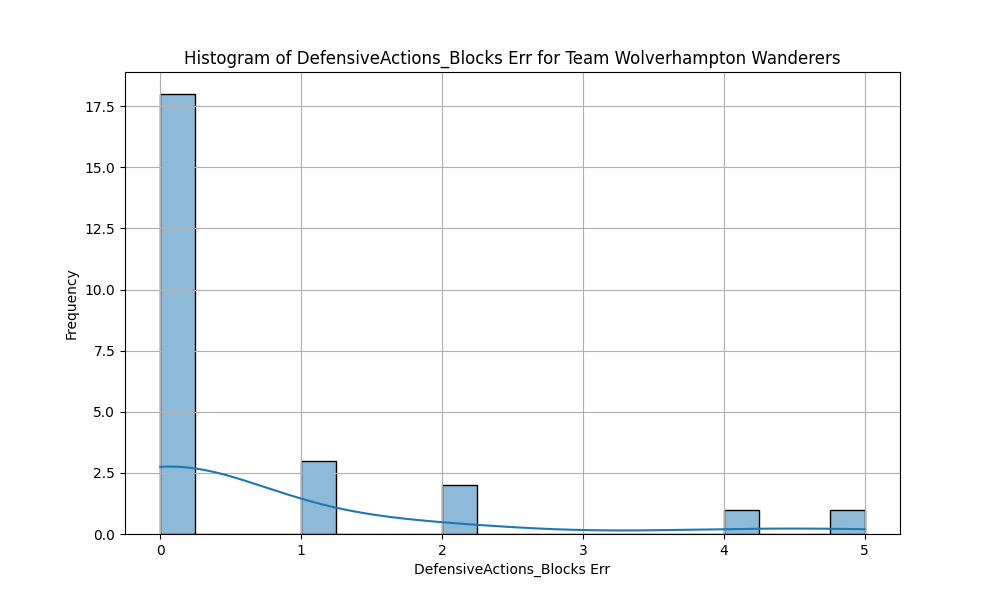 Histogram of DefensiveActions_Blocks Err for Team Wolverhampton Wanderers
17.5
15.0
12.5
10.0
7.5
5.0
2.5
0.0
Frequency
0 1 2 3 4 5
DefensiveActions_Blocks Err